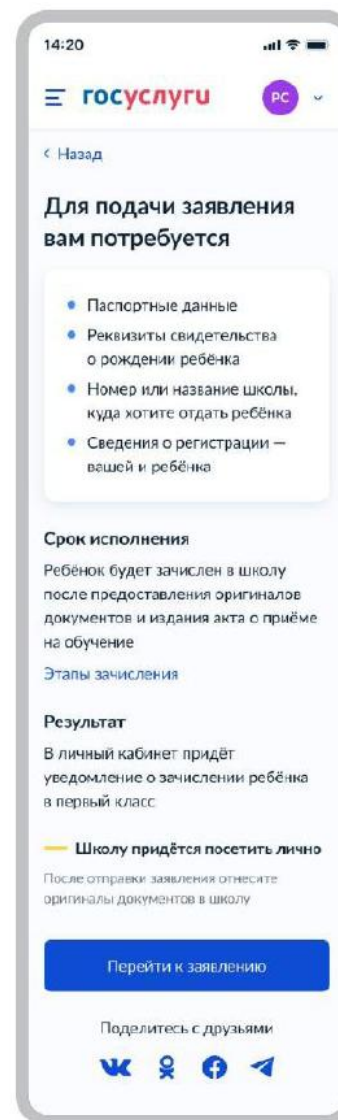 14:20
госуслуги
РС
Назад
Для подачи заявления
вам потребуется
Паспортные данные
Реквизиты свидетельства
о рождении ребёнка
Номер или название школы,
куда хотите отдать ребёнка
Сведения о регистрации —
вашей и ребёнка
Срок исполнения
Ребёнок будет зачислен в школу
после предоставления оригиналов
документов и издания акта о приёме
на обучение
Этапы зачисления
Результат
В личный кабинет придёт
уведомление о зачислении ребёнка
в первый класс
Школу придётся посетить лично
После отправки заявления отнесите
оригиналы документов в школу
Перейти к заявлению
Поделитесь с друзьями